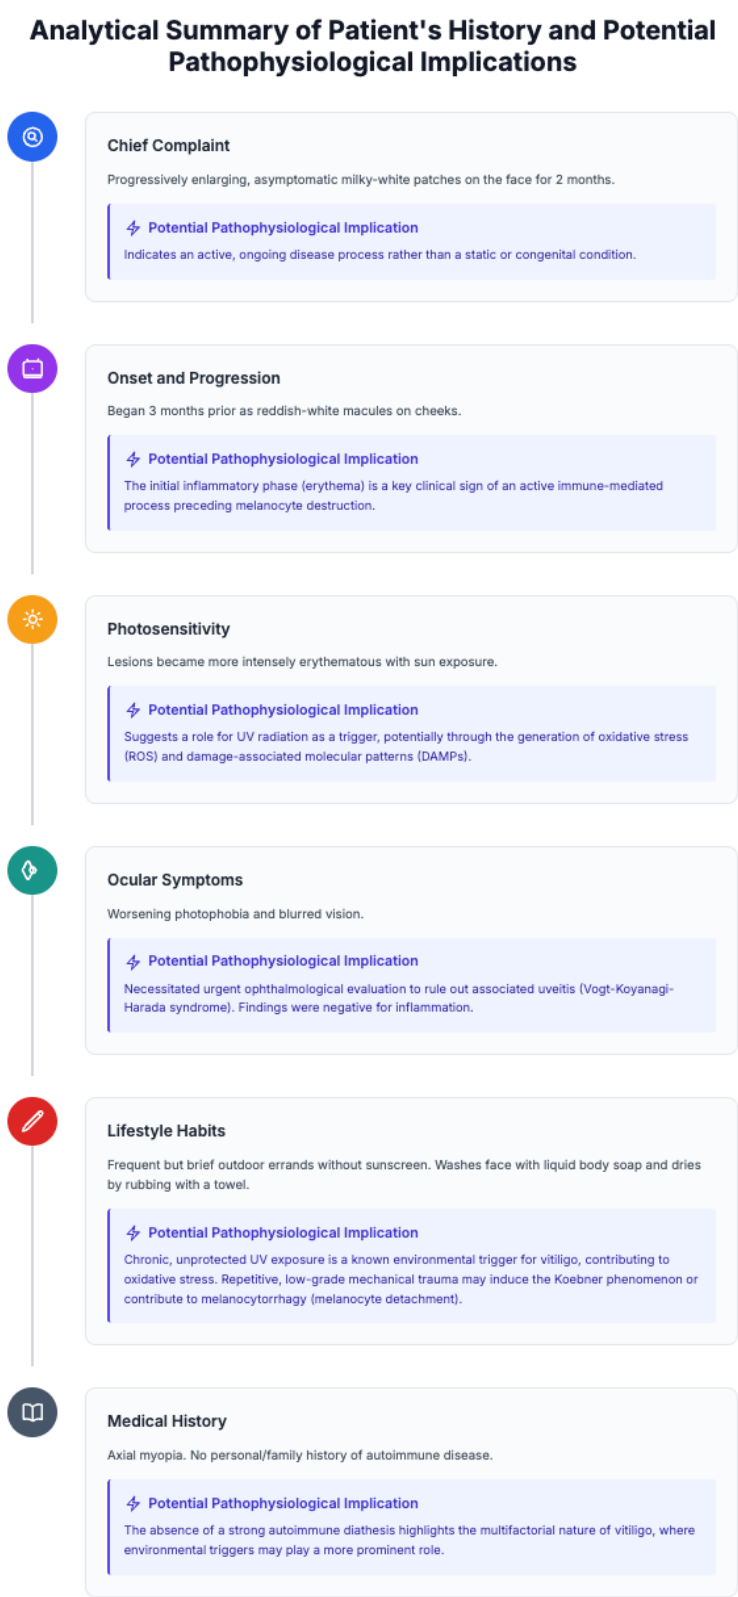 Analytical Summary of Patient's History and Potential
Pathophysiological Implications
Chief Complaint
Progressively enlarging, asymptomatic milky-white patches on the face for 2 months.
Potential Pathophysiological Implication
Indicates an active, ongoing disease process rather than a static or congenital condition.
Onset and Progression
Began 3 months prior as reddish-white macules on cheeks.
Potential Pathophysiological Implication
The initial inflammatory phase (erythema) is a key clinical sign of an active immune-mediated
process preceding melanocyte destruction.
Photosensitivity
Lesions became more intensely erythematous with sun exposure.
Potential Pathophysiological Implication
Suggests a role for UV radiation as a trigger, potentially through the generation of oxidative stress
(ROS) and damage-associated molecular patterns (DAMPs).
Ocular Symptoms
Worsening photophobia and blurred vision.
Potential Pathophysiological Implication
Necessitated urgent ophthalmological evaluation to rule out associated uveitis (Vogt-Koyanagi-
Harada syndrome). Findings were negative for inflammation.
Lifestyle Habits
Frequent but brief outdoor errands without sunscreen. Washes face with liquid body soap and dries
by rubbing with a towel.
Potential Pathophysiological Implication
Chronic, unprotected UV exposure is a known environmental trigger for vitiligo, contributing to
oxidative stress. Repetitive, low-grade mechanical trauma may induce the Koebner phenomenon or
contribute to melanocytorrhagy (melanocyte detachment).
Medical History
Axial myopia. No personal/family history of autoimmune disease.
Potential Pathophysiological Implication
The absence of a strong autoimmune diathesis highlights the multifactorial nature of vitiligo, where
environmental triggers may play a more prominent role.